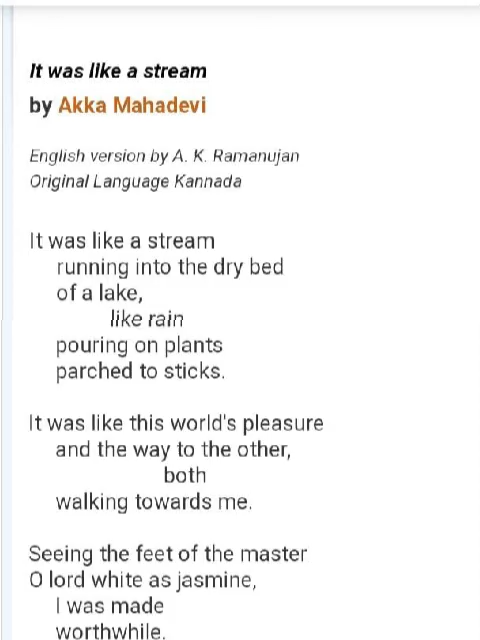 It was like a stream
by Akka Mahadevi
English version by A. K. Ramanujan
Original Language Kannada
It was like a stream
running into the dry bed
of a lake,
like rain
pouring on plants
parched to sticks.
It was like this world's pleasure
and the way to the other,
both
walking towards me.
Seeing the feet of the master
O lord white as jasmine,
I was made
worthwhile.